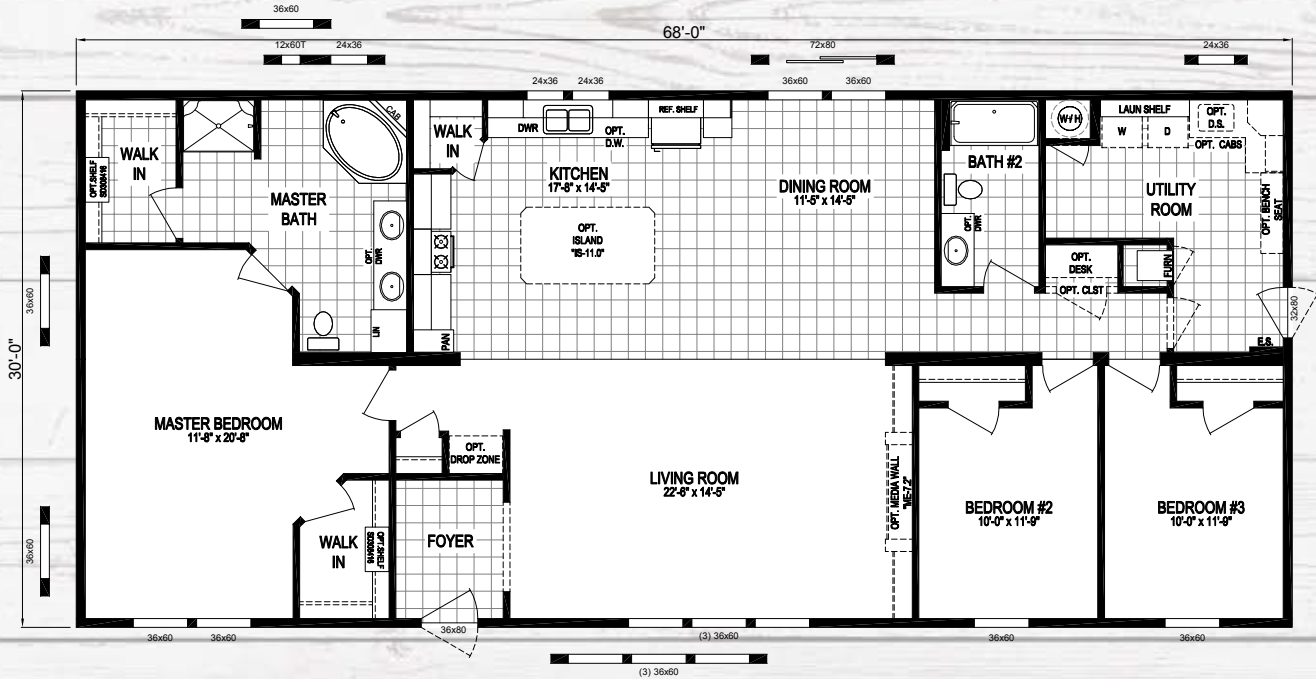 36x60
68'-0"
12x60T 24x36
72x80
24x36
24x36 24x36
36x60 36x60
CAB
REF. SHELF
LAUN SHELF
WALK
IN
DWR
OPT.
D.W.
W/H
W D
OPT.
D.S.
OPT. CABS
WALK
IN
OPT.SHELF
MASTER
BATH
KITCHEN
17'-8" x 14'-5"
DINING ROOM
11'-5" x 14'-5"
BATH #2
UTILITY
ROOM
OPT. BENCH
SEAT
OPT.
DWR
OPT.
ISLAND
"IS-11.0"
OPT.
DWR
OPT.
DESK
OPT. CLST
FURN
36x60
32x80
LIN
PAN
E.S.
30'-0"
MASTER BEDROOM
11'-8" x 20'-8"
OPT.
DROP ZONE
LIVING ROOM
22'-6" x 14'-5"
OPT. MEDIA WALL
"ME-7.2"
BEDROOM #2
10'-0" x 11'-9"
BEDROOM #3
10'-0" x 11'-9"
36x60
WALK
IN
OPT.SHELF
FOYER
36x60 36x60
36x80
(3) 36x60
36x60
36x60
(3) 36x60